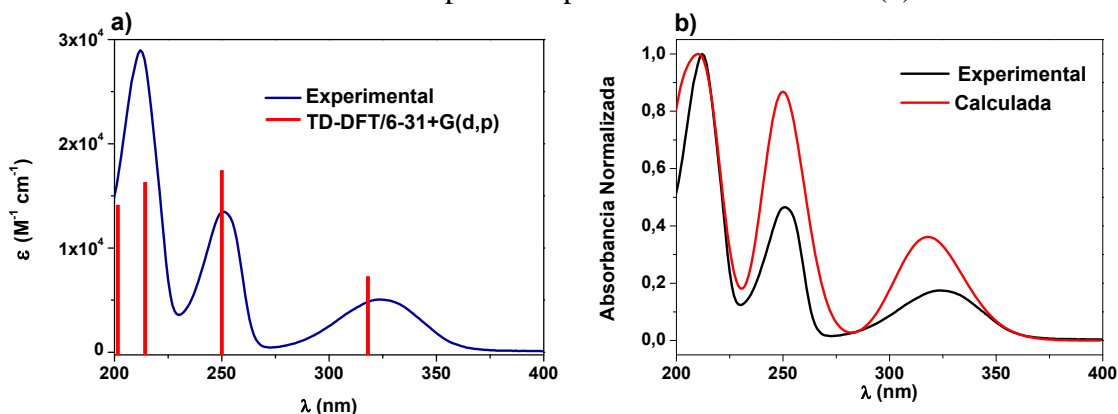 a)
3x10⁴
2x10⁴
1x10⁴
0
ε (M⁻¹ cm⁻¹)
Experimental
TD-DFT/6-31+G(d,p)
200 250 300 350 400
λ (nm)
b)
1,0
0,8
0,6
0,4
0,2
0,0
Absorbancia Normalizada
Experimental
Calculada
200 250 300 350 400
λ (nm)